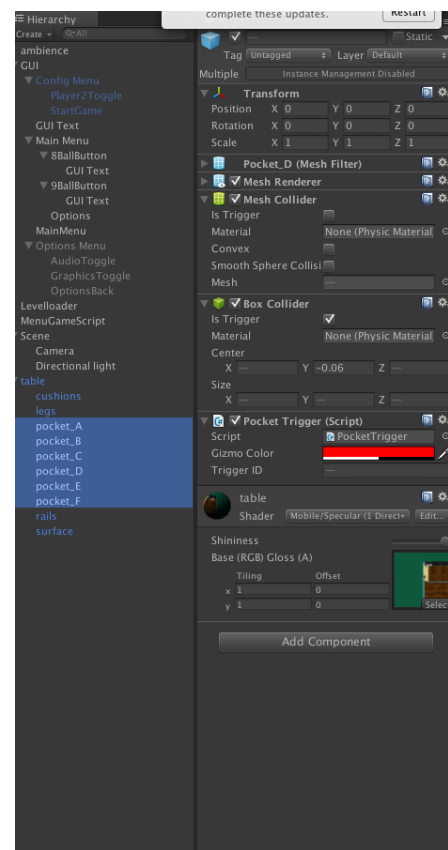 Hierarchy
Create
Q▾All
ambience
GUI
Config Menu
Player2Toggle
StartGame
GUI Text
Main Menu
8BallButton
GUI Text
9BallButton
GUI Text
Options
MainMenu
Options Menu
AudioToggle
GraphicsToggle
OptionsBack
Levelloader
MenuGameScript
Scene
Camera
Directional light
table
cushions
legs
pocket_A
pocket_B
pocket_C
pocket_D
pocket_E
pocket_F
rails
surface
complete these updates.
Restart
— Static
Tag Untagged Layer Default
Multiple Instance Management Disabled
Transform
Position X 0 Y 0 Z 0
Rotation X 0 Y 0 Z 0
Scale X 1 Y 1 Z 1
Pocket_D (Mesh Filter)
Mesh Renderer
Mesh Collider
Is Trigger
Material None (Physic Material
Convex
Smooth Sphere Collisi
Mesh —
Box Collider
Is Trigger
Material None (Physic Material
Center
X — Y -0.06 Z —
Size
X — Y — Z —
Pocket Trigger (Script)
Script PocketTrigger
Gizmo Color
Trigger ID —
table
Shader Mobile/Specular (1 Direct Edit...
Shininess
Base (RGB) Gloss (A)
Tiling Offset
x 1 0
y 1 0
Selec
Add Component